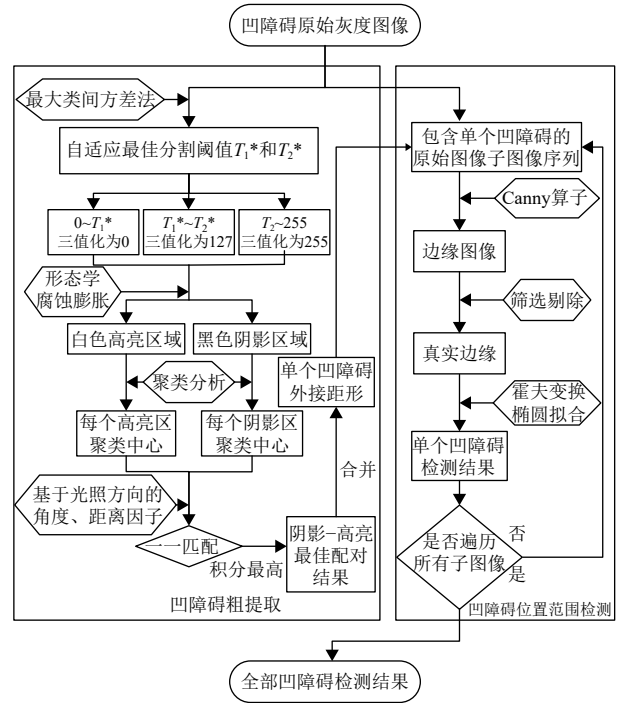 凹障碍原始灰度图像
最大类间方差法
自适应最佳分割阈值T₁*和T₂*
0~T₁*
三值化为0
T₁*~T₂*
三值化为127
T₂~255
三值化为255
形态学
腐蚀膨胀
白色高亮区域
黑色阴影区域
聚类分析
每个高亮区
聚类中心
每个阴影区
聚类中心
基于光照方向的
角度、距离因子
一一匹配
积分最高
阴影-高亮
最佳配对
结果
合并
单个凹障碍
外接距形
凹障碍粗提取
包含单个凹障碍的
原始图像子图像序列
Canny算子
边缘图像
筛选剔除
真实边缘
霍夫变换
椭圆拟合
单个凹障碍
检测结果
是否遍历
所有子图像
否
是
凹障碍位置范围检测
全部凹障碍检测结果